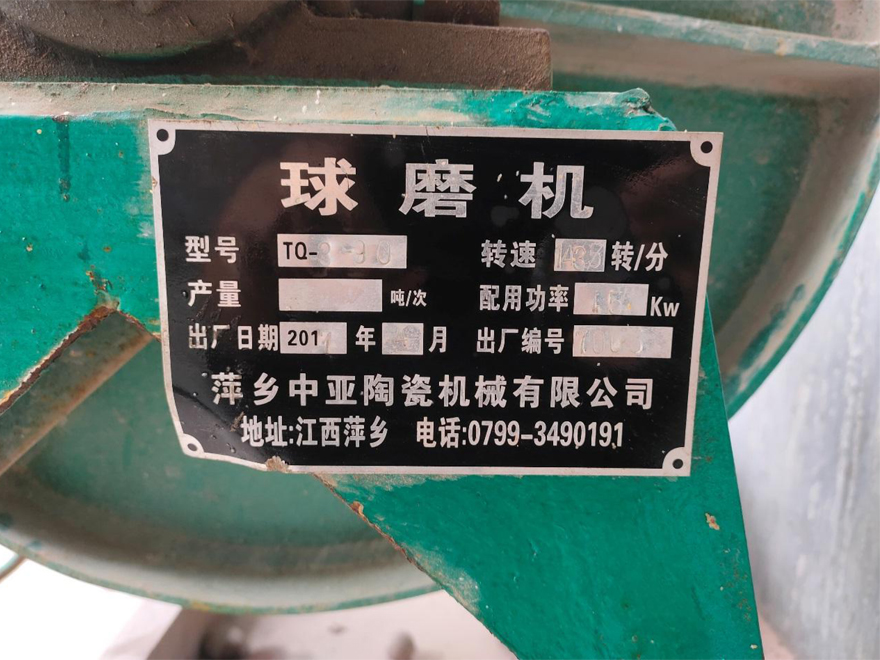 球磨机
型号 TQ- 转速 转/分
产量 吨/次 配用功率 Kw
出厂日期 201 年 月 出厂编号
萍乡中亚陶瓷机械有限公司
地址:江西萍乡 电话:0799-3490191